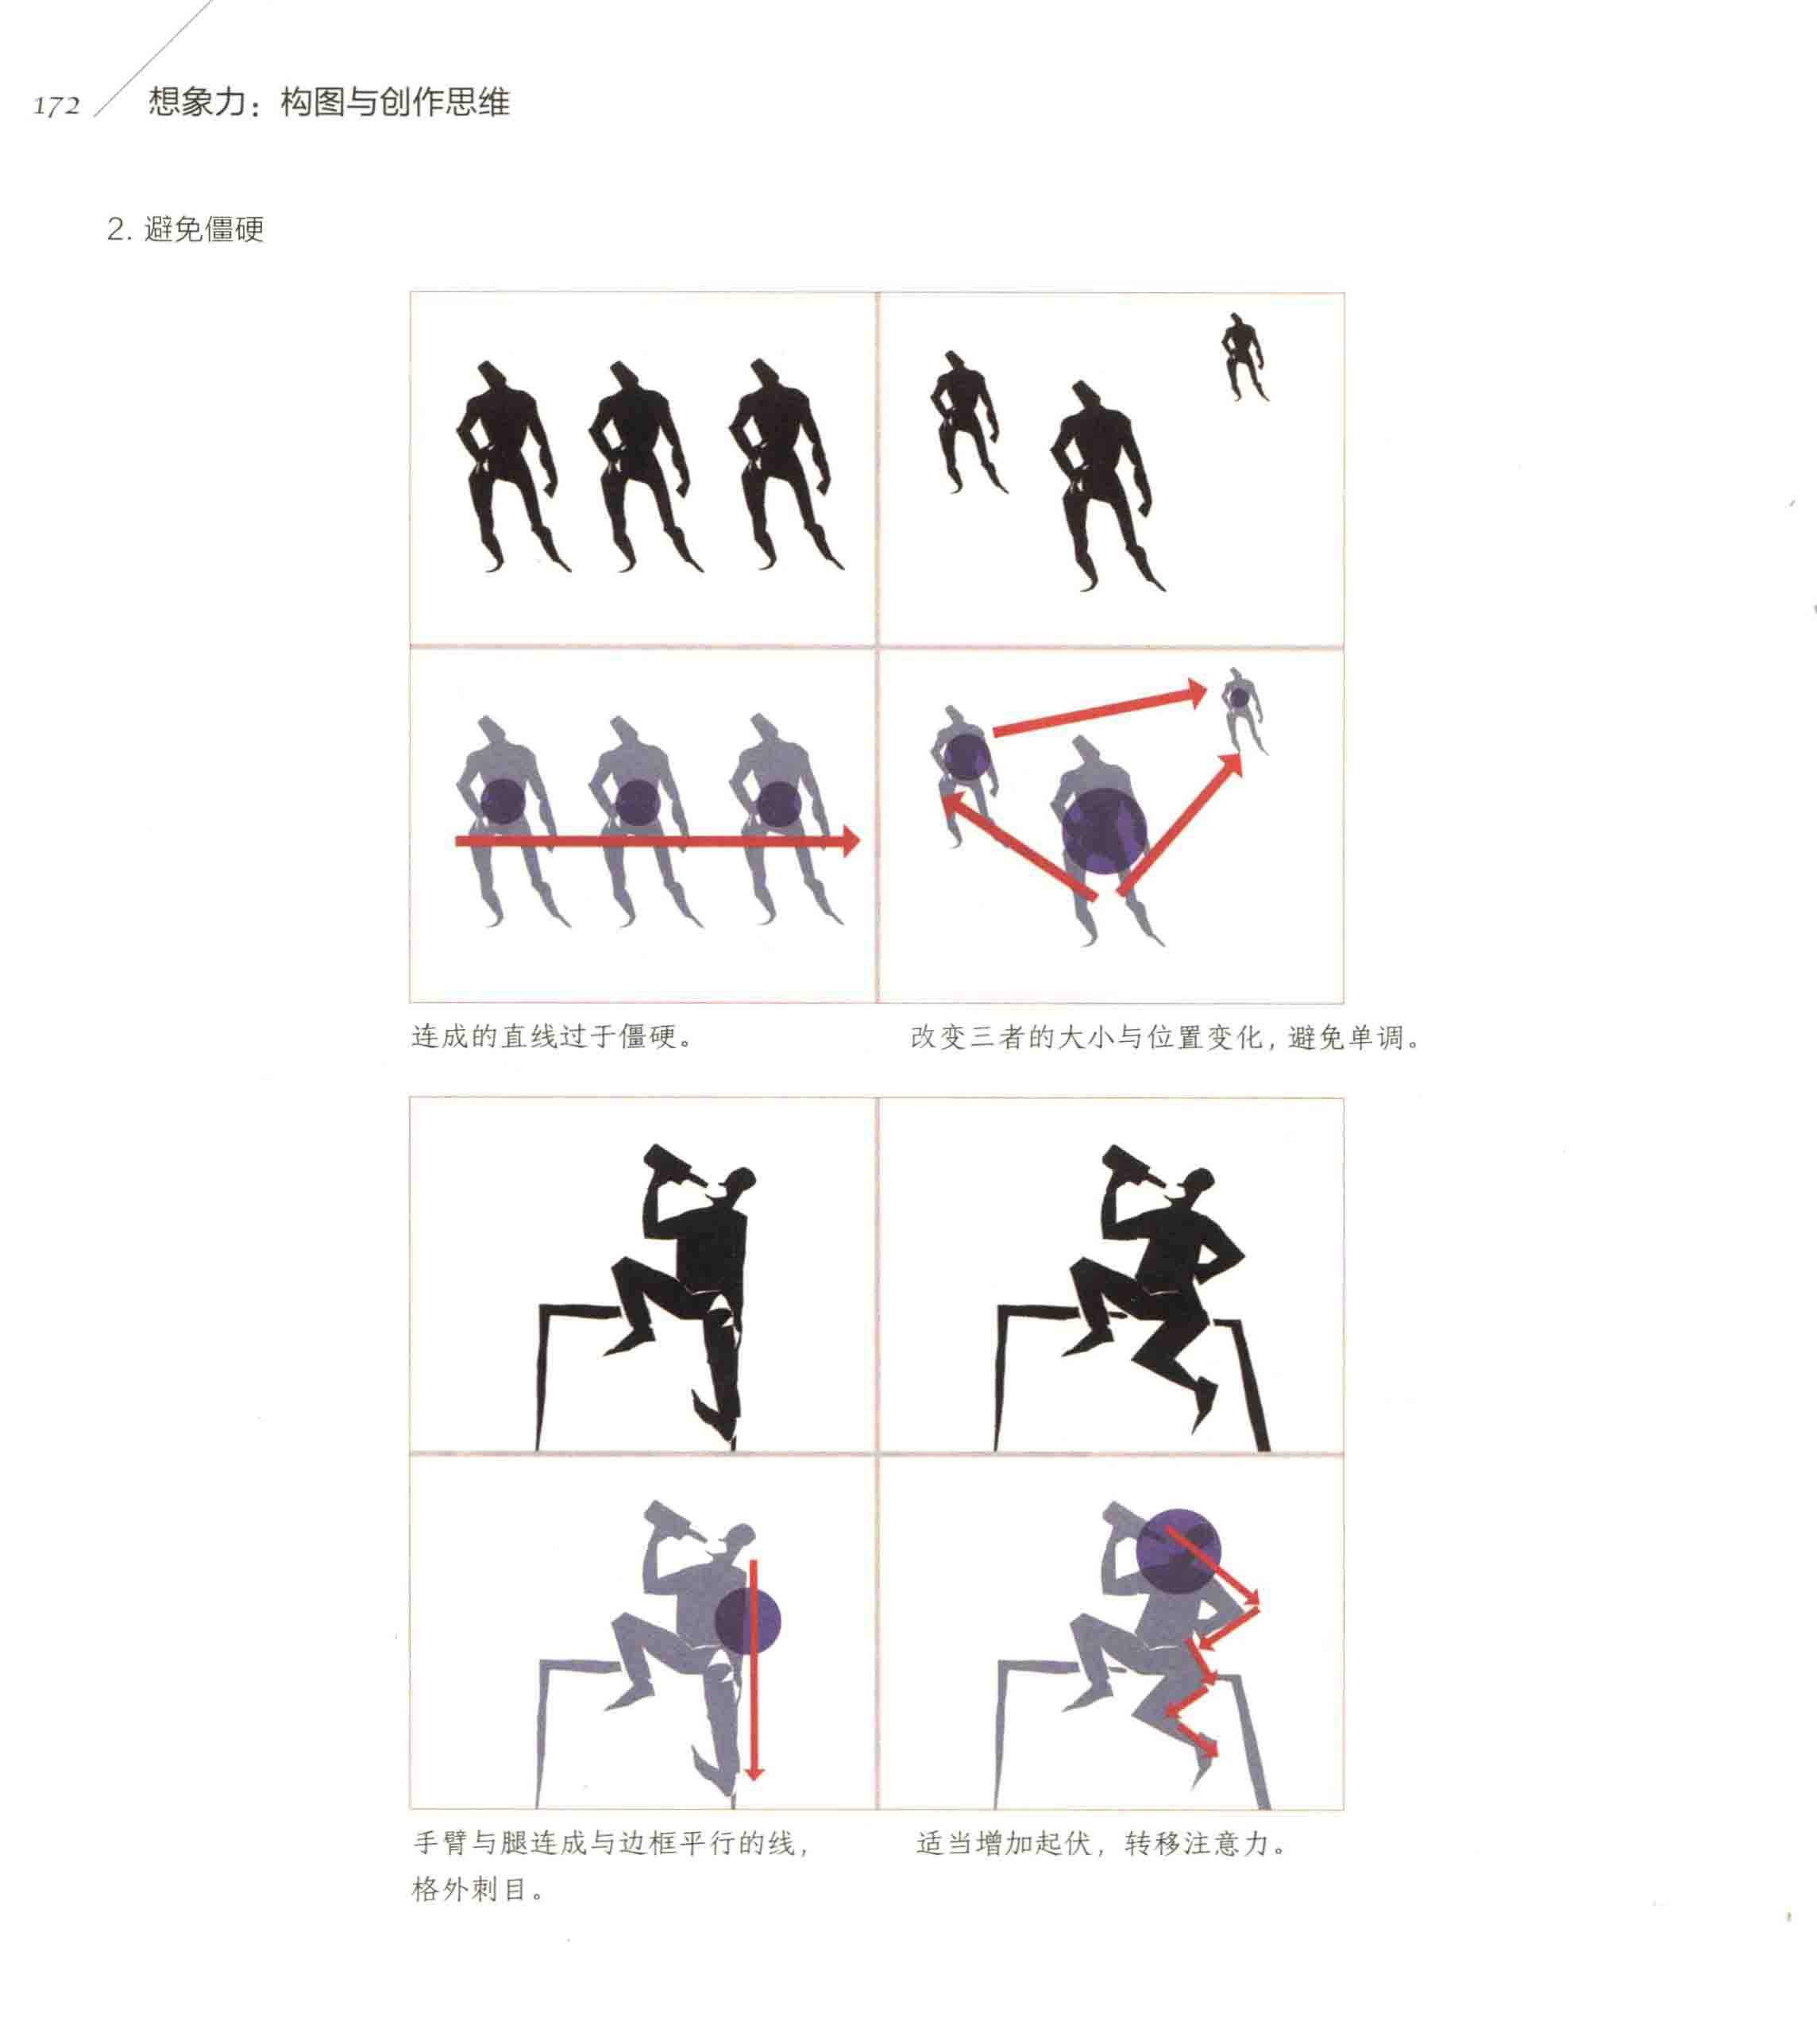 172
想象力：构图与创作思维
2. 避免僵硬
连成的直线过于僵硬。
改变三者的大小与位置变化，避免单调。
手臂与腿连成与边框平行的线，
格外刺目。
适当增加起伏，转移注意力。